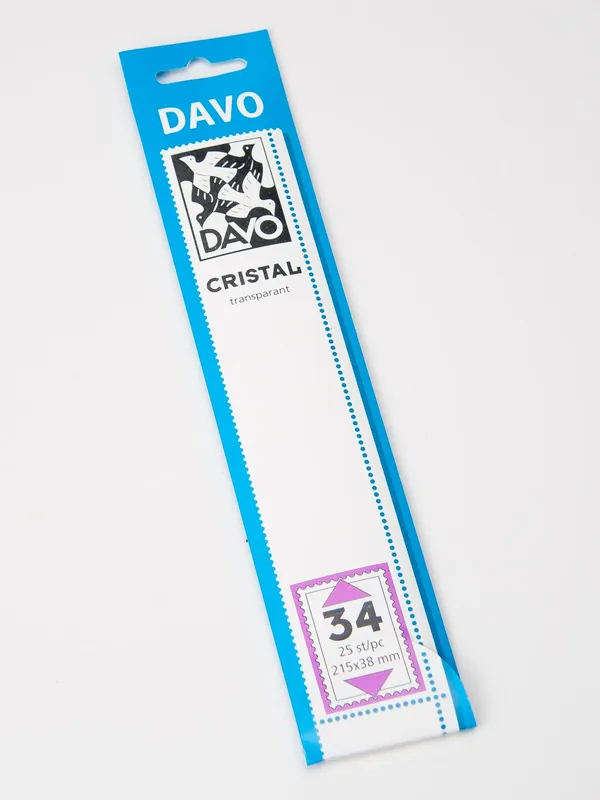 DAVO
DAVO
CRISTAL
transparant
34
25 st/pc
215x38 mm